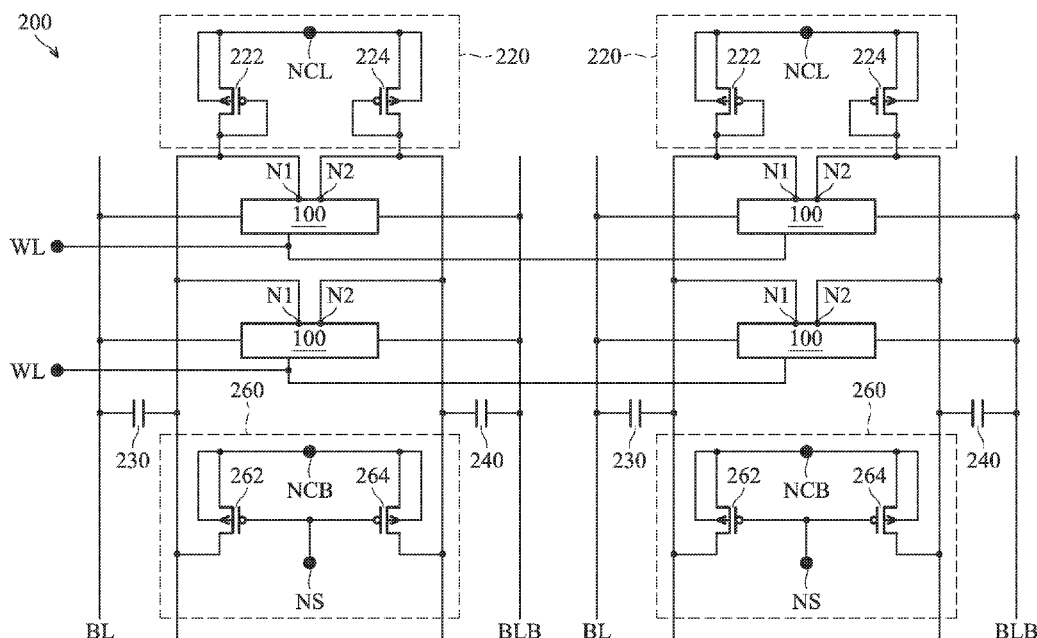 200
222 NCL 224 220 220 222 NCL 224
N1 N2 N1 N2
100 100
WL
N1 N2 N1 N2
100 100
WL
230 260 240 230 260 240
262 NCB 264 262 NCB 264
NS NS
BL BLB BL BLB